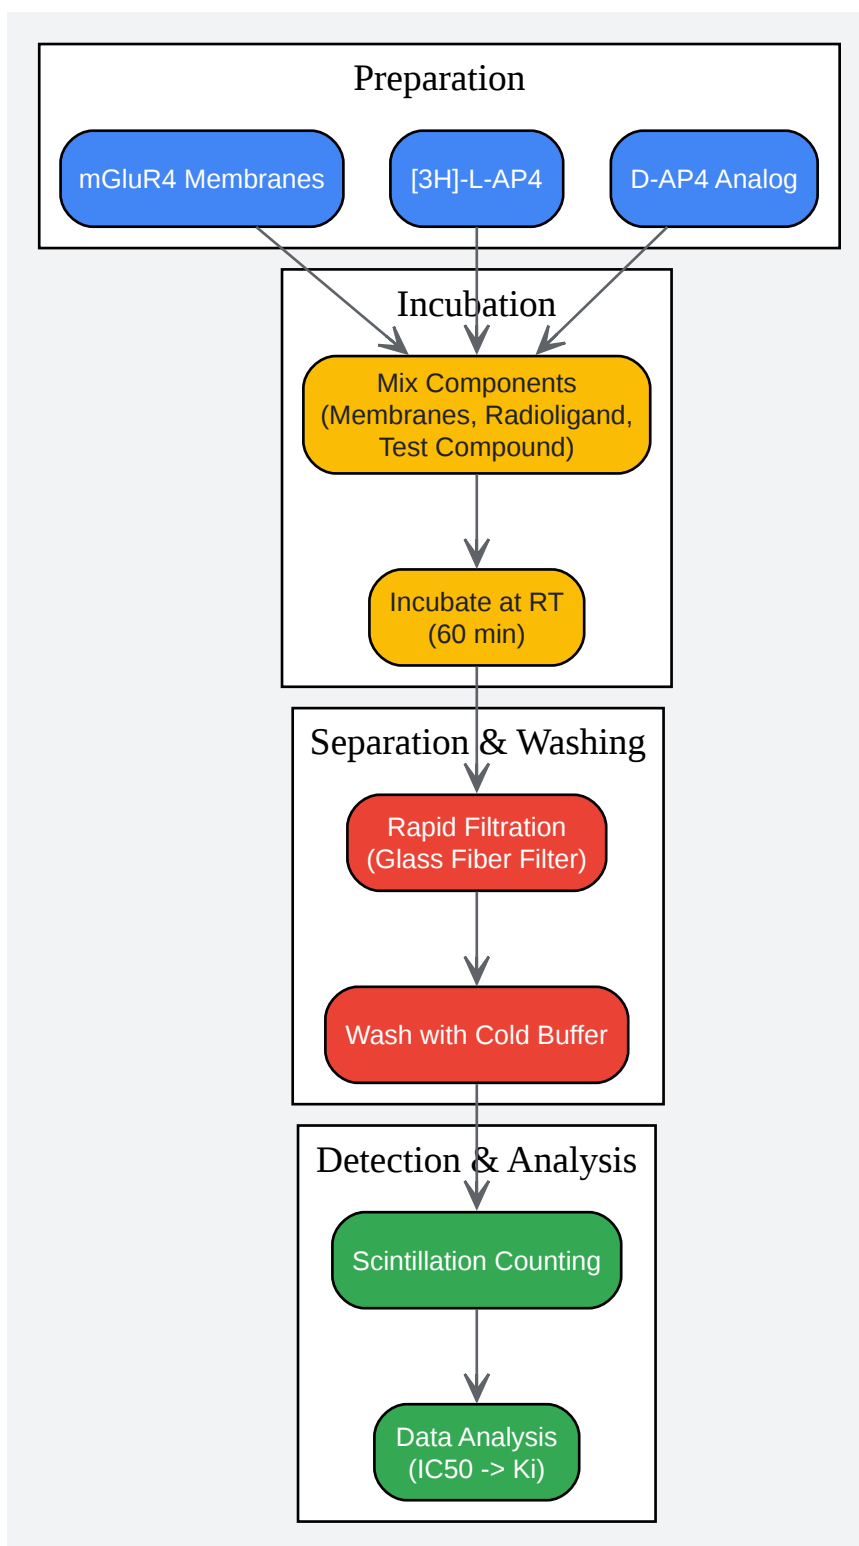 Preparation
mGluR4 Membranes
[3H]-L-AP4
D-AP4 Analog
Incubation
Mix Components
(Membranes, Radioligand,
Test Compound)
Incubate at RT
(60 min)
Separation & Washing
Rapid Filtration
(Glass Fiber Filter)
Wash with Cold Buffer
Detection & Analysis
Scintillation Counting
Data Analysis
(IC50 -> Ki)